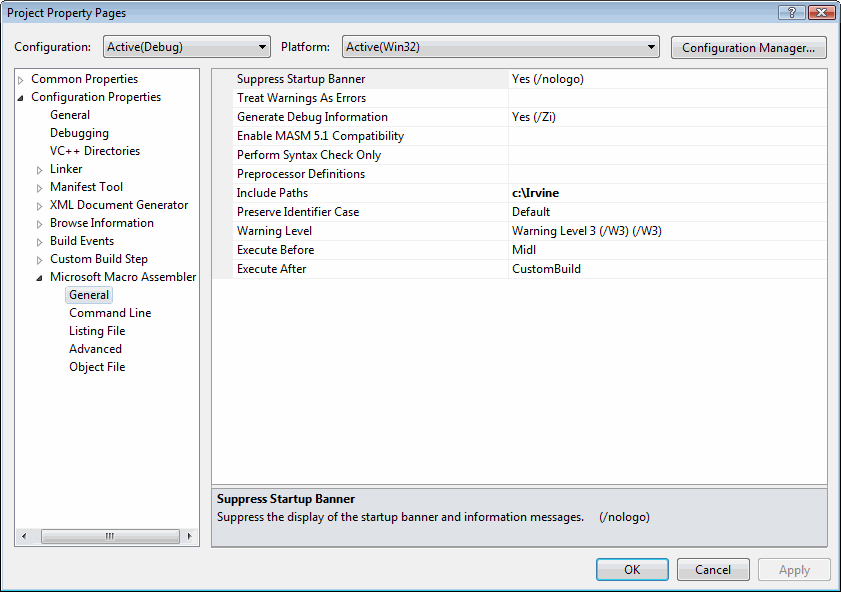 Project Property Pages
Configuration: Active(Debug) Platform: Active(Win32) Configuration Manager...
Common Properties
Configuration Properties
General
Debugging
VC++ Directories
Linker
Manifest Tool
XML Document Generator
Browse Information
Build Events
Custom Build Step
Microsoft Macro Assembler
General
Command Line
Listing File
Advanced
Object File
Suppress Startup Banner Yes (/nologo)
Treat Warnings As Errors
Generate Debug Information Yes (/Zi)
Enable MASM 5.1 Compatibility
Perform Syntax Check Only
Preprocessor Definitions
Include Paths c:\Irvine
Preserve Identifier Case Default
Warning Level Warning Level 3 (/W3) (/W3)
Execute Before Midl
Execute After CustomBuild
Suppress Startup Banner
Suppress the display of the startup banner and information messages. (/nologo)
OK Cancel Apply